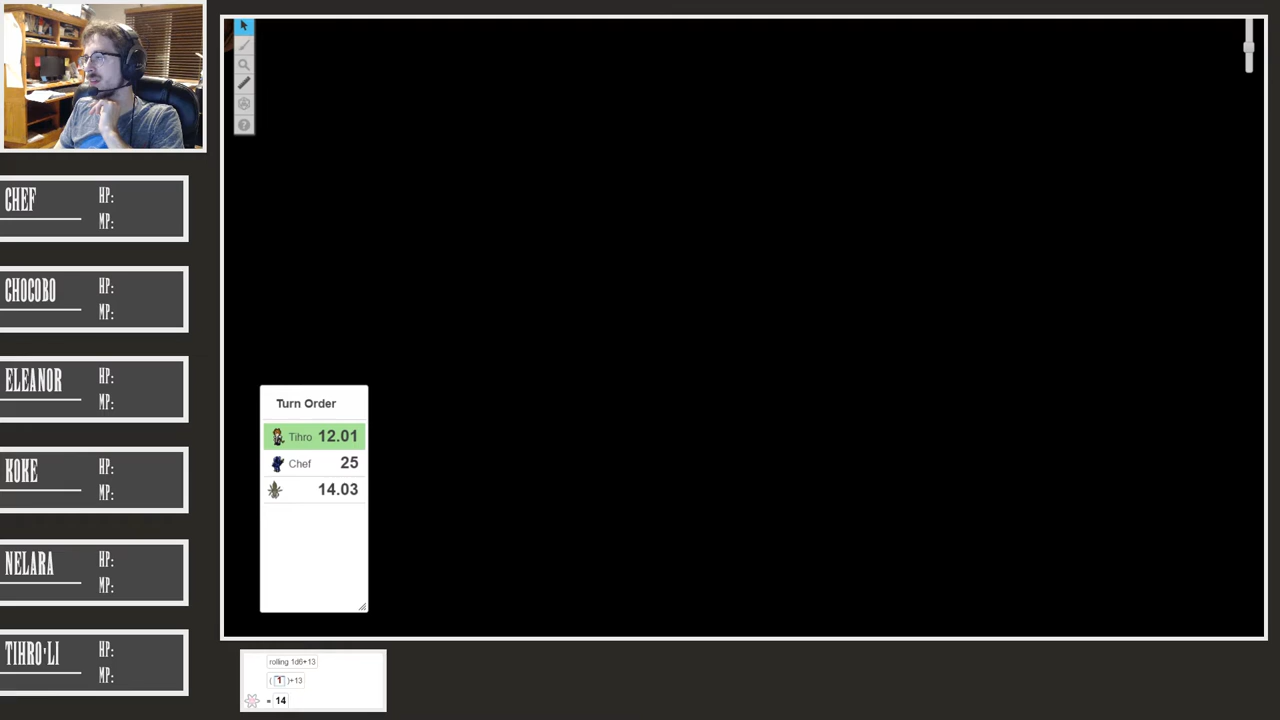 CHEF
HP:
MP:
CHOCOBO
HP:
MP:
ELEANOR
HP:
MP:
KOKE
HP:
MP:
NELARA
HP:
MP:
TIHRO'LI
HP:
MP:
Turn Order
Tihro 12.01
Chef 25
14.03
rolling 1d6+13
( 1 )+13
= 14